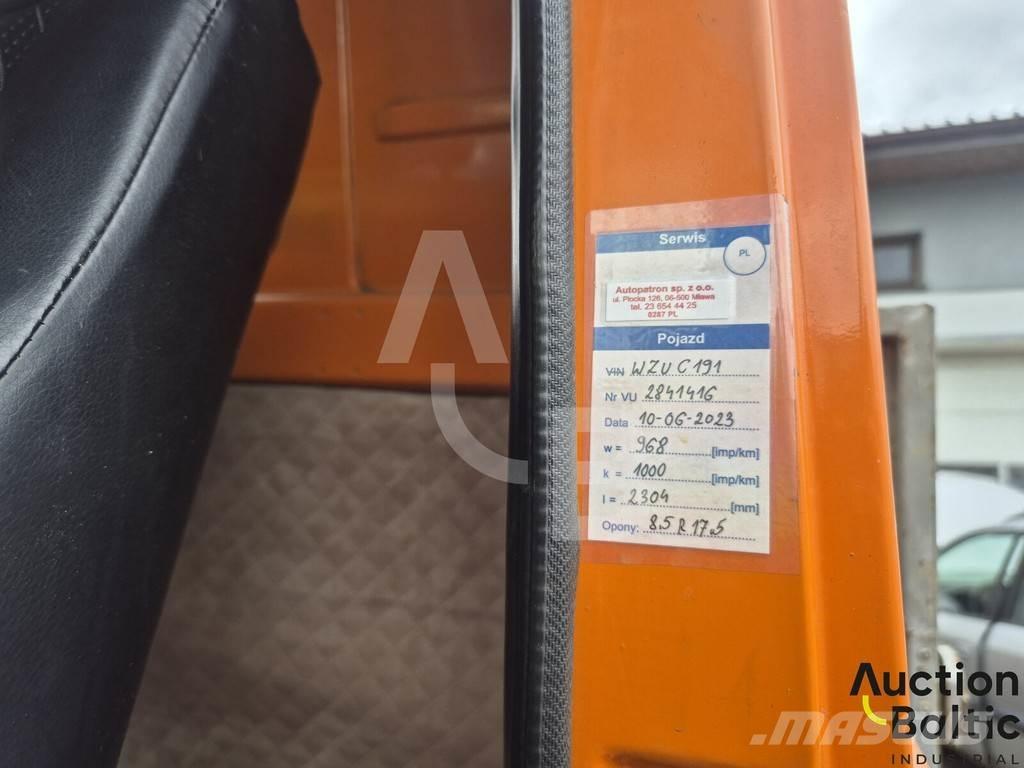 Serwis
PL
Autopatron sp. z o.o.
ul. Płocka 126, 06-500 Mława
tel. 23 654 44 25
0287 PL
Pojazd
VIN WZU C191
Nr VU 2841416
Data 10-06-2023
w = 968 [imp/km]
k = 1000 [imp/km]
l = 2304 [mm]
Opony: 8.5 R 17.5
Auction
Baltic
INDUSTRIAL